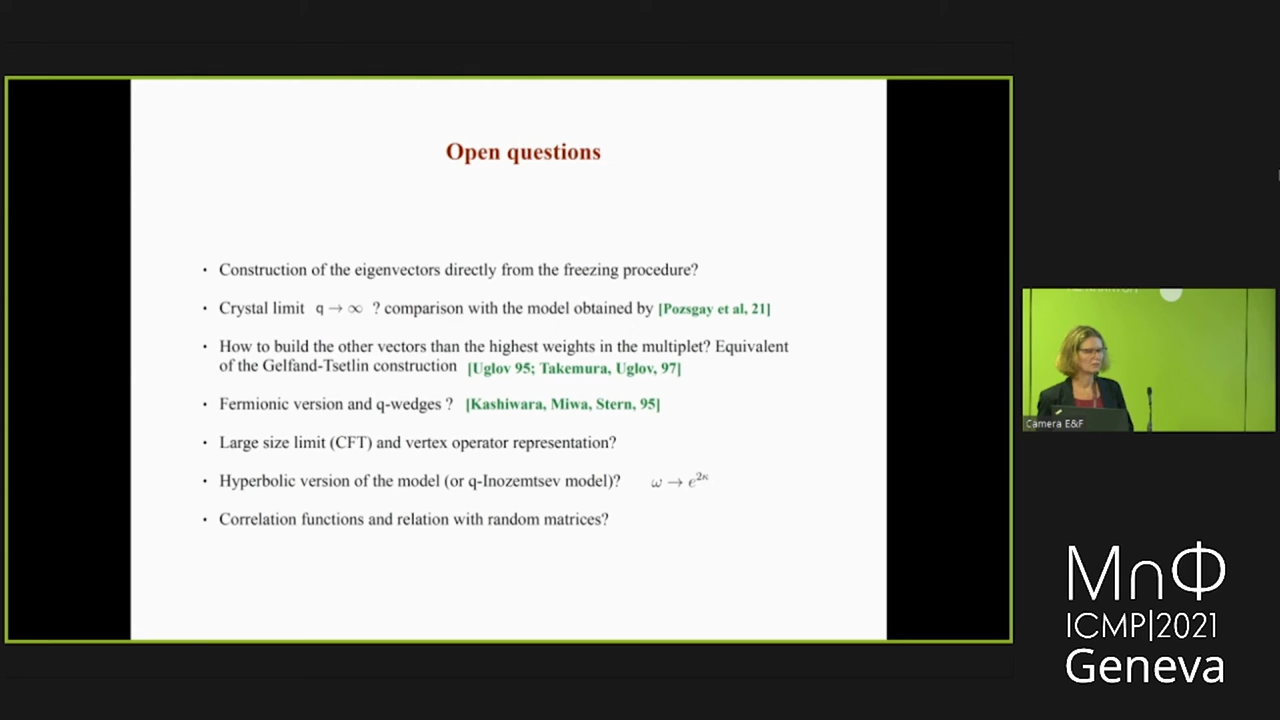 Open questions
• Construction of the eigenvectors directly from the freezing procedure?
• Crystal limit q → ∞ ? comparison with the model obtained by [Pozsgay et al, 21]
• How to build the other vectors than the highest weights in the multiplet? Equivalent
of the Gelfand-Tsetlin construction [Uglov 95; Takemura, Uglov, 97]
• Fermionic version and q-wedges ? [Kashiwara, Miwa, Stern, 95]
• Large size limit (CFT) and vertex operator representation?
• Hyperbolic version of the model (or q-Inozemtsev model)? ω → e^{2κ}
• Correlation functions and relation with random matrices?
Camera E&F
M∩Φ
ICMP|2021
Geneva